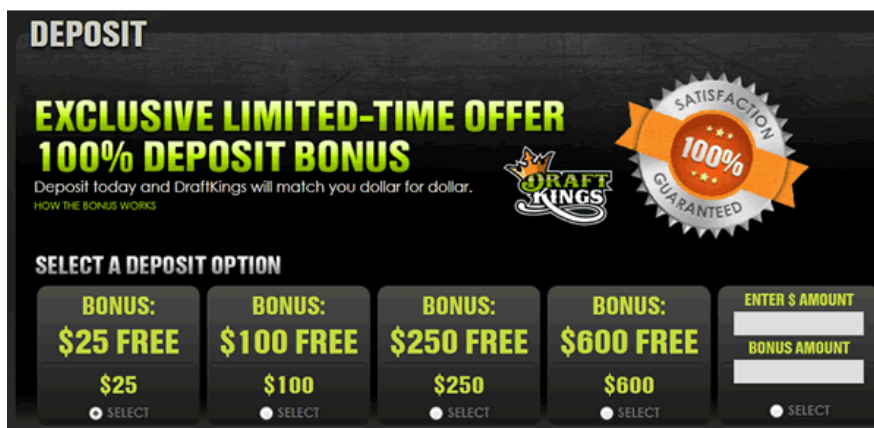 DEPOSIT
EXCLUSIVE LIMITED-TIME OFFER
100% DEPOSIT BONUS
Deposit today and DraftKings will match you dollar for dollar.
HOW THE BONUS WORKS
DRAFT
KINGS
SATISFACTION
100%
GUARANTEED
SELECT A DEPOSIT OPTION
BONUS:
$25 FREE
$25
SELECT
BONUS:
$100 FREE
$100
SELECT
BONUS:
$250 FREE
$250
SELECT
BONUS:
$600 FREE
$600
SELECT
ENTER $ AMOUNT
BONUS AMOUNT
SELECT